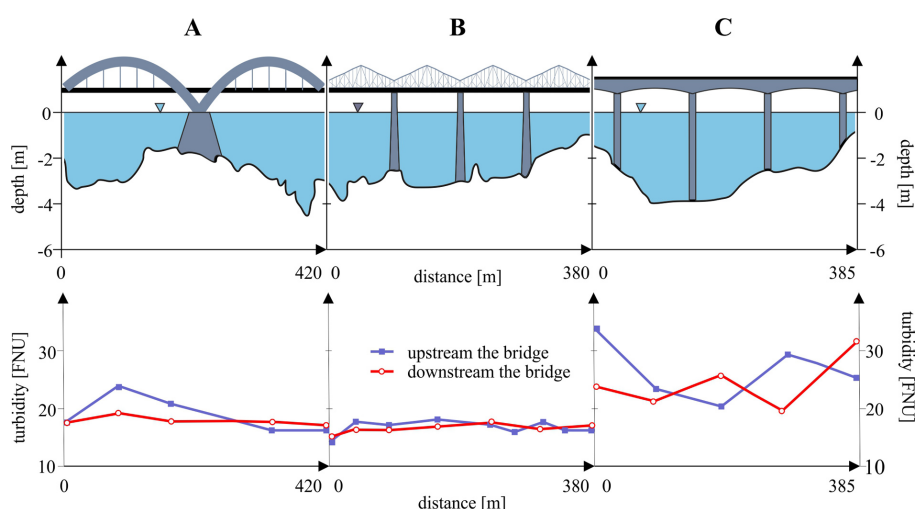 A
B
C
0
-2
-4
-6
depth [m]
0
420
0
380
0
385
distance [m]
0
-2
-4
-6
depth [m]
30
20
10
turbidity [FNU]
upstream the bridge
downstream the bridge
30
20
10
turbidity [FNU]
0
420
0
380
0
385
distance [m]